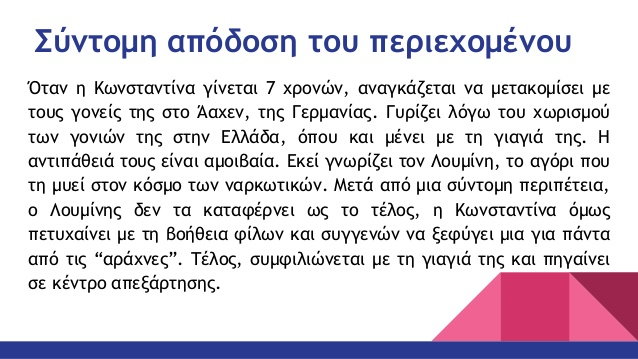 Σύντομη απόδοση του περιεχομένου
Όταν η Κωνσταντίνα γίνεται 7 χρονών, αναγκάζεται να μετακομίσει με
τους γονείς της στο Άαχεν, της Γερμανίας. Γυρίζει λόγω του χωρισμού
των γονιών της στην Ελλάδα, όπου και μένει με τη γιαγιά της. Η
αντιπάθειά τους είναι αμοιβαία. Εκεί γνωρίζει τον Λουμίνη, το αγόρι που
τη μυεί στον κόσμο των ναρκωτικών. Μετά από μια σύντομη περιπέτεια,
ο Λουμίνης δεν τα καταφέρνει ως το τέλος, η Κωνσταντίνα όμως
πετυχαίνει με τη βοήθεια φίλων και συγγενών να ξεφύγει μια για πάντα
από τις “αράχνες”. Τέλος, συμφιλιώνεται με τη γιαγιά της και πηγαίνει
σε κέντρο απεξάρτησης.